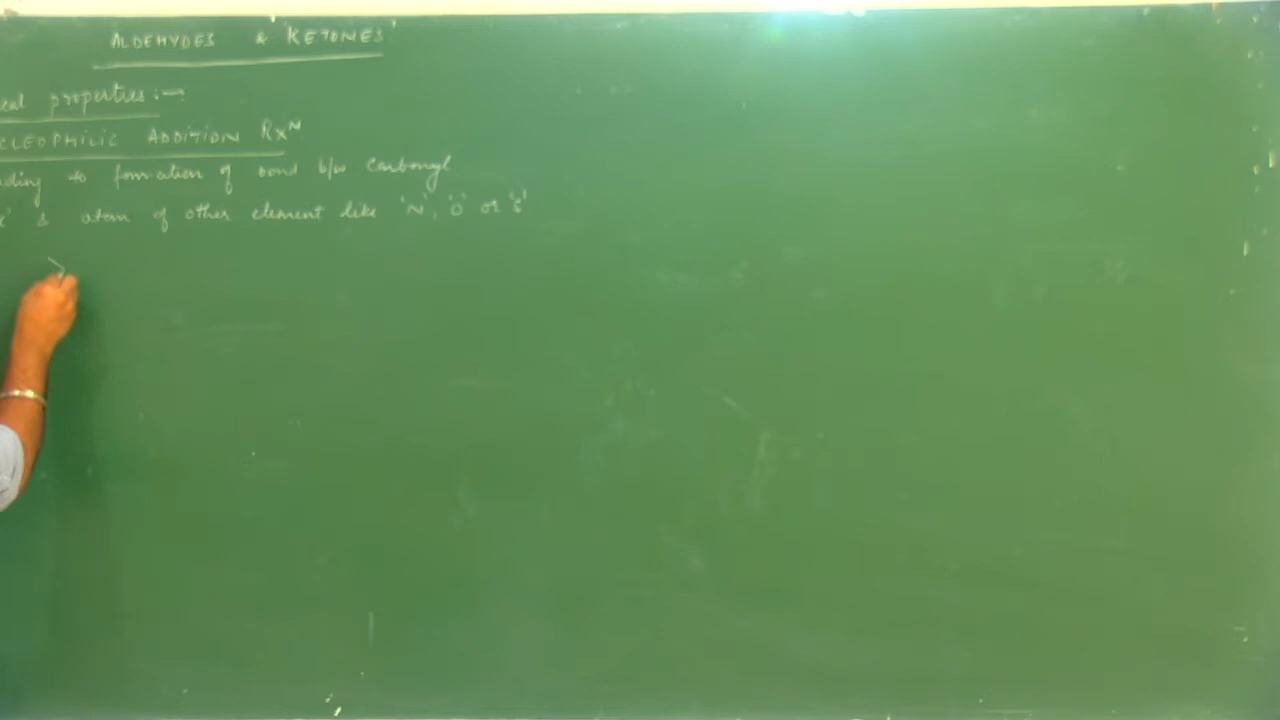 ALDEHYDES & KETONES
cal properties :-
CLEOPHILIC ADDITION RxN
ding to formation of bond b/w Carbonyl
& atom of other element like 'N', 'O' or 'S'